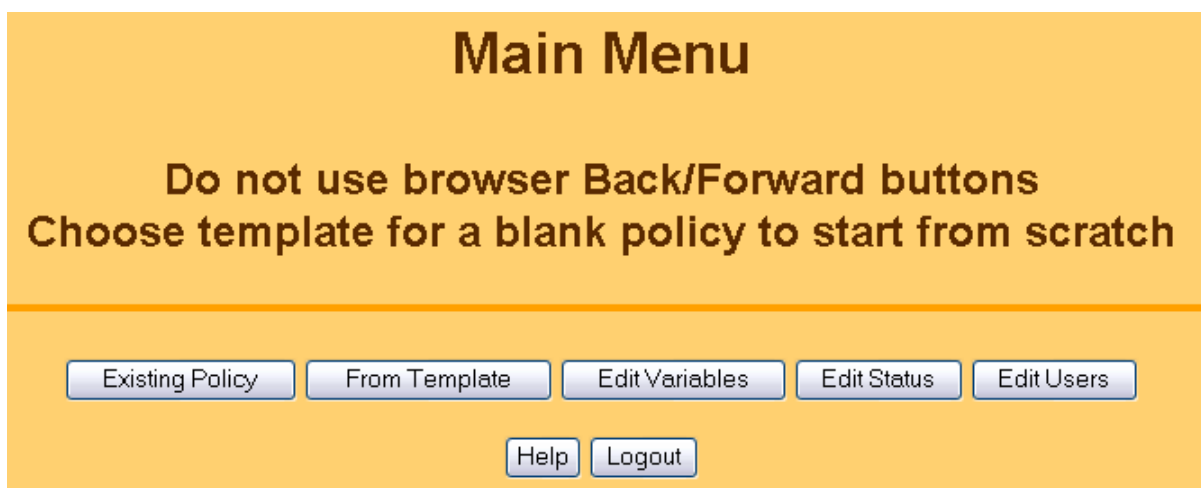 Main Menu
Do not use browser Back/Forward buttons
Choose template for a blank policy to start from scratch
Existing Policy From Template Edit Variables Edit Status Edit Users
Help Logout